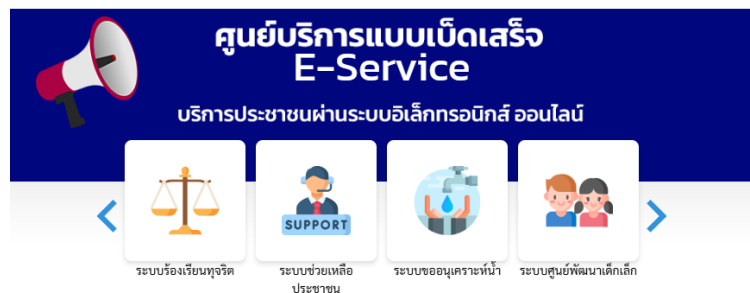 ศูนย์บริการแบบเบ็ดเสร็จ
E-Service
บริการประชาชนผ่านระบบอิเล็กทรอนิกส์ ออนไลน์
SUPPORT
ระบบร้องเรียนทุจริต
ระบบช่วยเหลือ
ประชาชน
ระบบขออนุเคราะห์น้ำ
ระบบศูนย์พัฒนาเด็กเล็ก